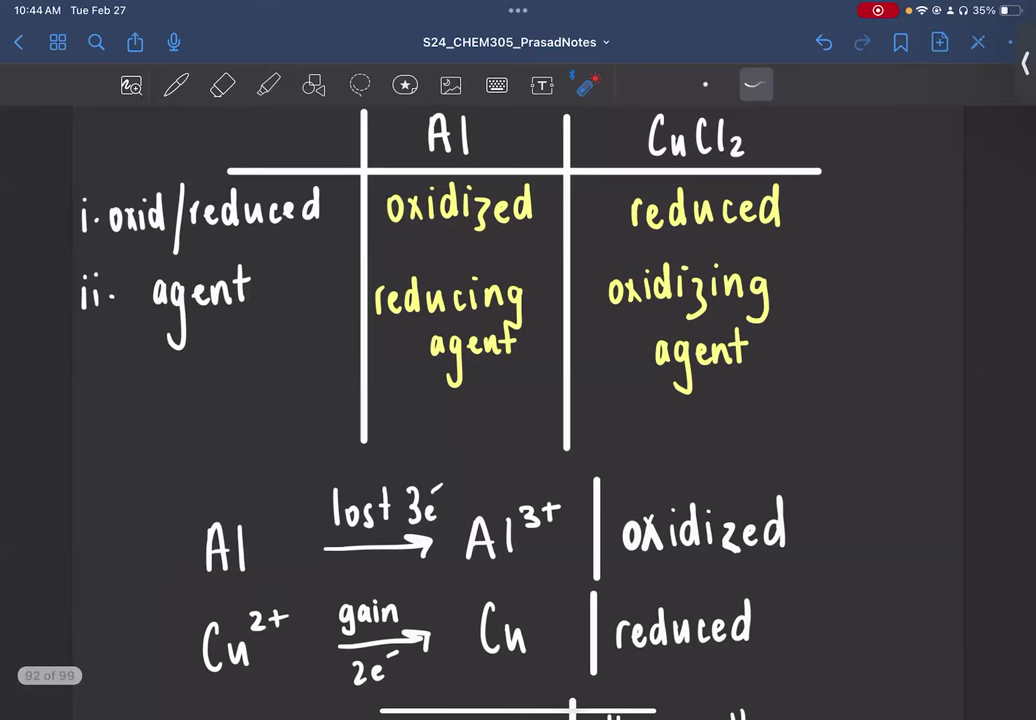 10:44 AM Tue Feb 27
35%
S24_CHEM305_PrasadNotes
Al CuCl2
i. oxid/reduced oxidized reduced
ii. agent reducing agent oxidizing agent
Al lost 3e⁻ Al³⁺ oxidized
Cu²⁺ gain 2e⁻ Cu reduced
92 of 99